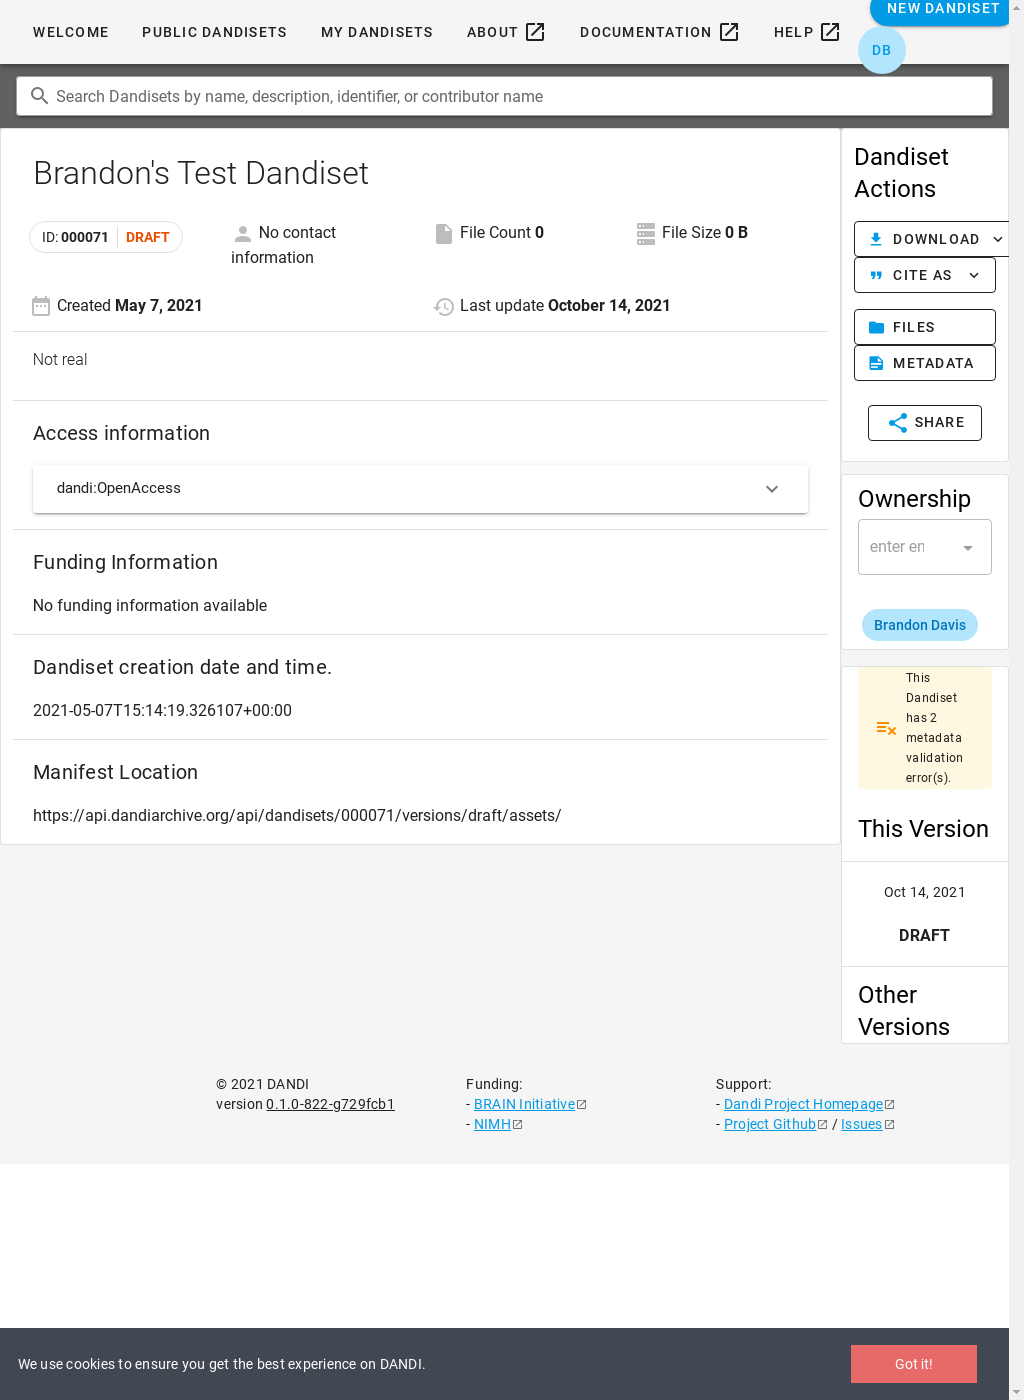 WELCOME
PUBLIC DANDISETS
MY DANDISETS
ABOUT
DOCUMENTATION
HELP
NEW DANDISET
DB
Search Dandisets by name, description, identifier, or contributor name
Brandon's Test Dandiset
ID: 000071 DRAFT
No contact
information
File Count 0
File Size 0 B
Created May 7, 2021
Last update October 14, 2021
Not real
Access information
dandi:OpenAccess
Funding Information
No funding information available
Dandiset creation date and time.
2021-05-07T15:14:19.326107+00:00
Manifest Location
https://api.dandiarchive.org/api/dandisets/000071/versions/draft/assets/
Dandiset
Actions
DOWNLOAD
CITE AS
FILES
METADATA
SHARE
Ownership
enter
Brandon Davis
This
Dandiset
has 2
metadata
validation
error(s).
This Version
Oct 14, 2021
DRAFT
Other
Versions
© 2021 DANDI
version 0.1.0-822-g729fcb1
Funding:
- BRAIN Initiative
- NIMH
Support:
- Dandi Project Homepage
- Project Github / Issues
We use cookies to ensure you get the best experience on DANDI.
Got it!